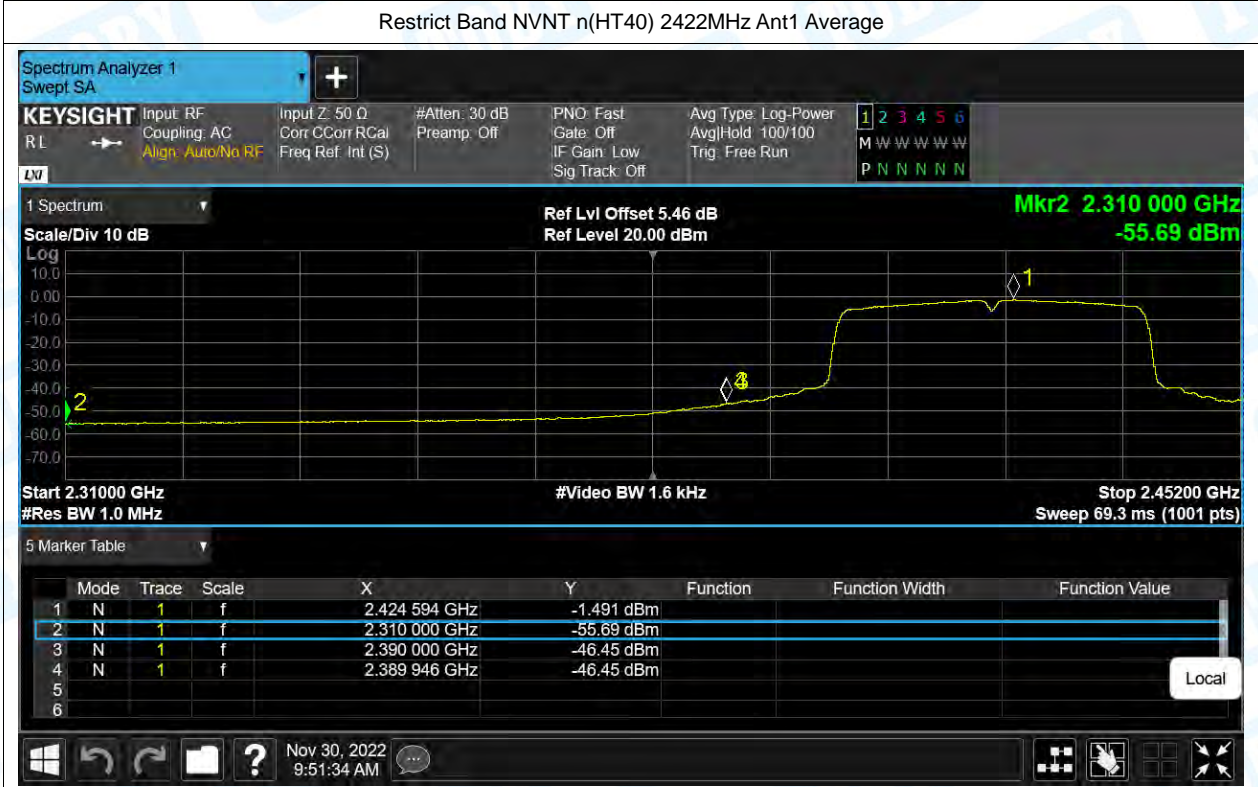 Restrict Band NVNT n(HT40) 2422MHz Ant1 Average
Spectrum Analyzer 1
Swept SA
+
KEYSIGHT Input: RF Input Z: 50 Ω #Atten: 30 dB PNO: Fast Avg Type: Log-Power 1 2 3 4 5 6
RL Coupling: AC Corr CCorr RCal Preamp: Off Gate: Off Avg|Hold: 100/100 M W W W W W
Align: Auto/No RF Freq Ref: Int (S) IF Gain: Low Trig: Free Run
LXI Sig Track: Off P N N N N N
1 Spectrum Ref Lvl Offset 5.46 dB Mkr2 2.310 000 GHz
Scale/Div 10 dB Ref Level 20.00 dBm -55.69 dBm
Log
10.0 1
0.00
-10.0
-20.0
-30.0
-40.0
-50.0 2
-60.0
-70.0
Start 2.31000 GHz #Video BW 1.6 kHz Stop 2.45200 GHz
#Res BW 1.0 MHz Sweep 69.3 ms (1001 pts)
5 Marker Table
Mode Trace Scale X Y Function Function Width Function Value
1 N 1 f 2.424 594 GHz -1.491 dBm
2 N 1 f 2.310 000 GHz -55.69 dBm
3 N 1 f 2.390 000 GHz -46.45 dBm
4 N 1 f 2.389 946 GHz -46.45 dBm
5
6
Local
? Nov 30, 2022
9:51:34 AM